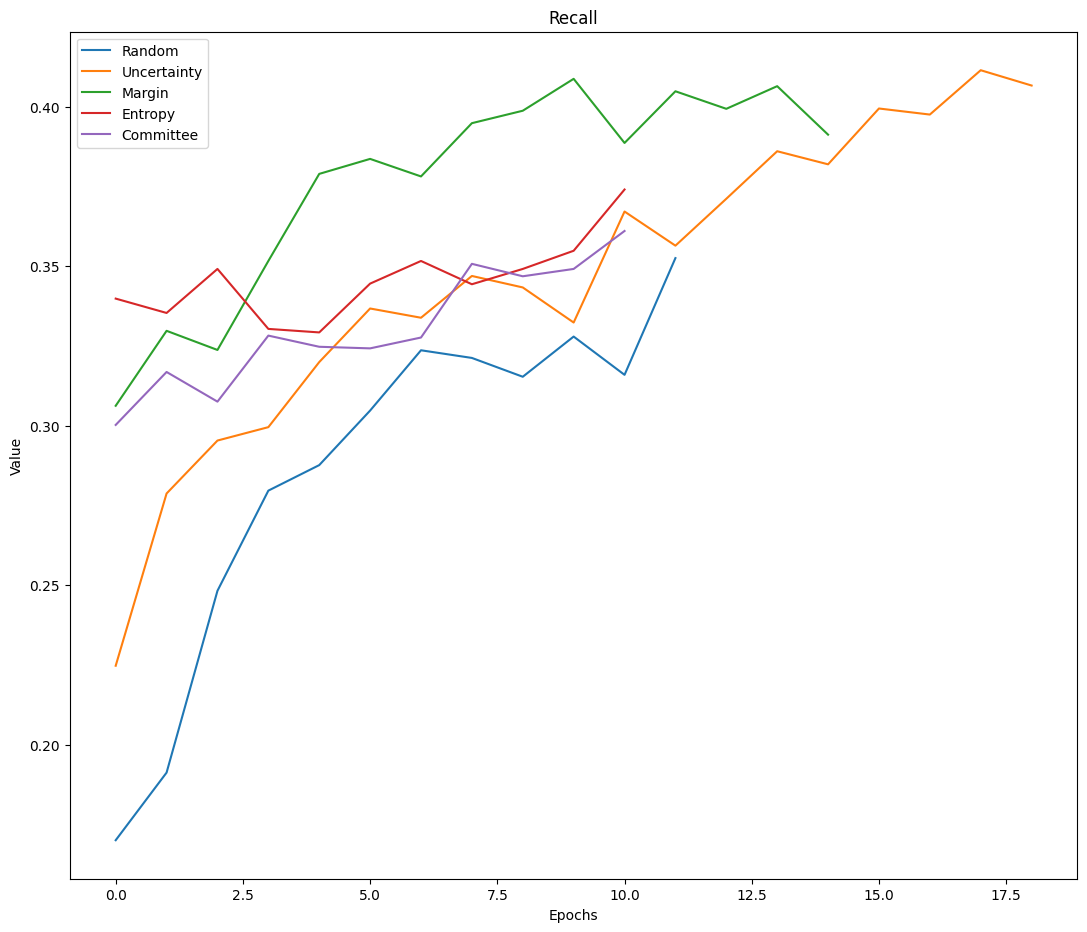 Recall
Random
Uncertainty
Margin
Entropy
Committee
0.40
0.35
0.30
0.25
0.20
Value
0.0 2.5 5.0 7.5 10.0 12.5 15.0 17.5
Epochs